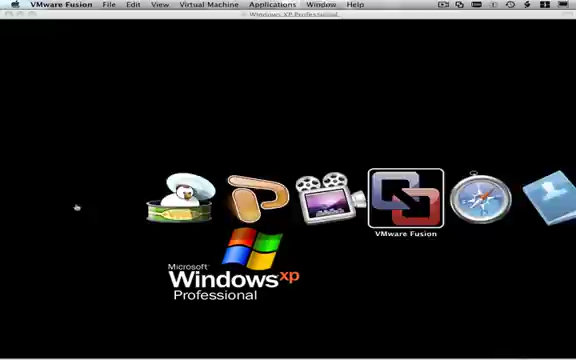 VMware Fusion File Edit View Virtual Machine Applications Window Help
Windows XP Professional
VMware Fusion
Microsoft
Windows xp
Professional